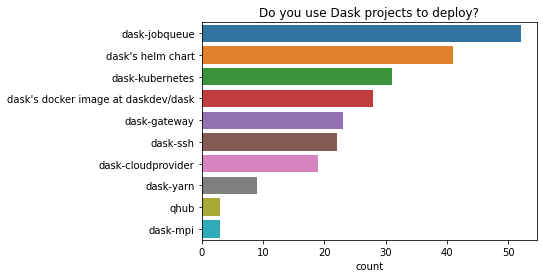 Do you use Dask projects to deploy?
dask-jobqueue
dask's helm chart
dask-kubernetes
dask's docker image at daskdev/dask
dask-gateway
dask-ssh
dask-cloudprovider
dask-yarn
qhub
dask-mpi
0 10 20 30 40 50
count